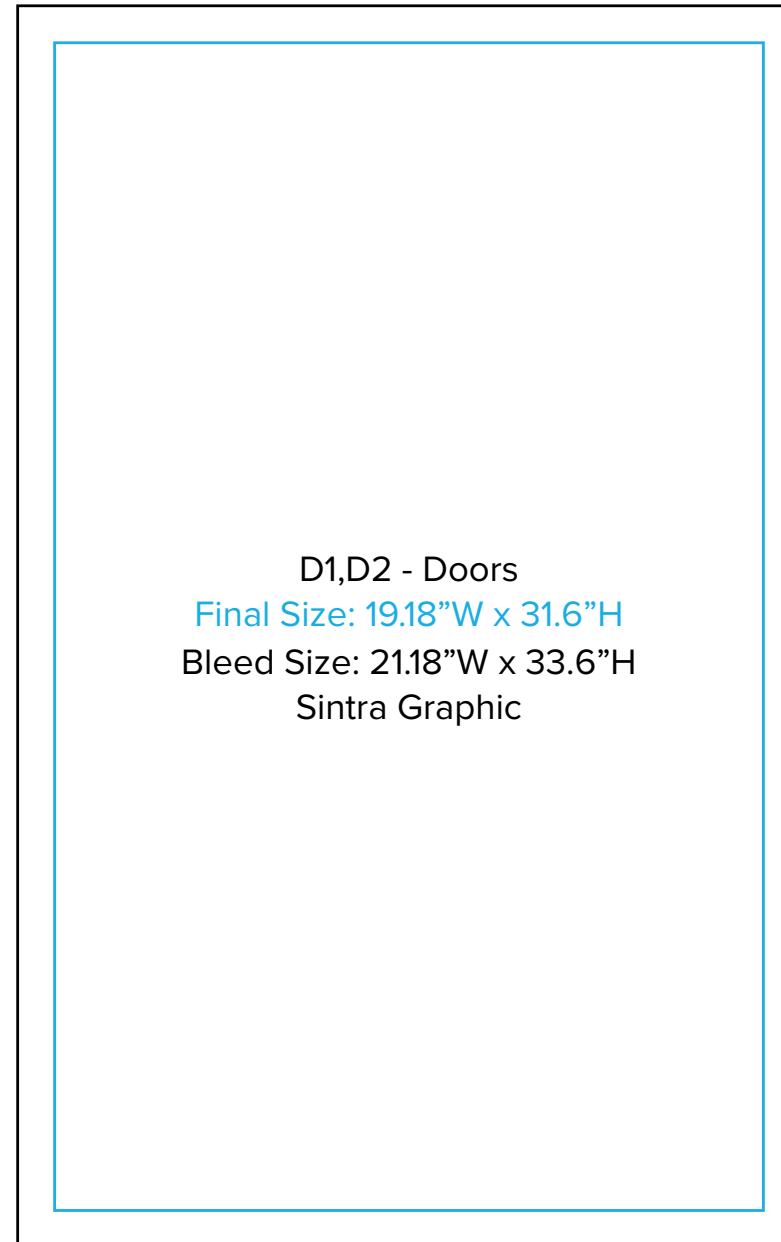 D1,D2 - Doors
Final Size: 19.18”W x 31.6”H
Bleed Size: 21.18”W x 33.6”H
Sintra Graphic